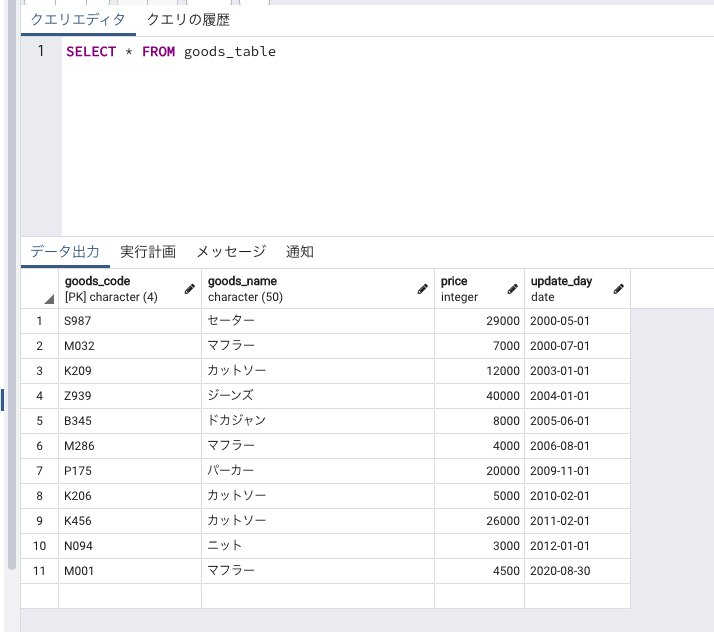 クエリエディタ クエリの履歴
1 SELECT * FROM goods_table
データ出力 実行計画 メッセージ 通知
goods_code goods_name price update_day
[PK] character (4) character (50) integer date
1 S987 セーター 29000 2000-05-01
2 M032 マフラー 7000 2000-07-01
3 K209 カットソー 12000 2003-01-01
4 Z939 ジーンズ 40000 2004-01-01
5 B345 ドカジャン 8000 2005-06-01
6 M286 マフラー 4000 2006-08-01
7 P175 パーカー 20000 2009-11-01
8 K206 カットソー 5000 2010-02-01
9 K456 カットソー 26000 2011-02-01
10 N094 ニット 3000 2012-01-01
11 M001 マフラー 4500 2020-08-30